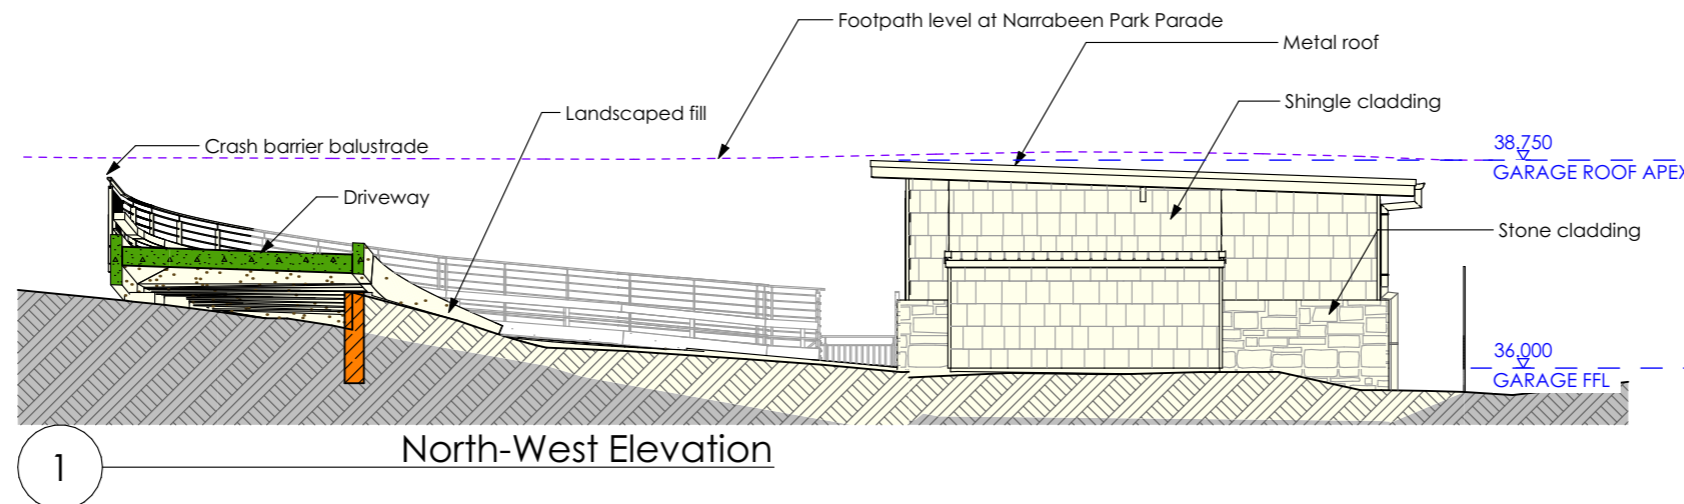 Footpath level at Narrabeen Park Parade
Metal roof
Shingle cladding
Landscaped fill
Crash barrier balustrade
38.750
GARAGE ROOF APEX
Driveway
Stone cladding
36.000
GARAGE FFL
North-West Elevation
1